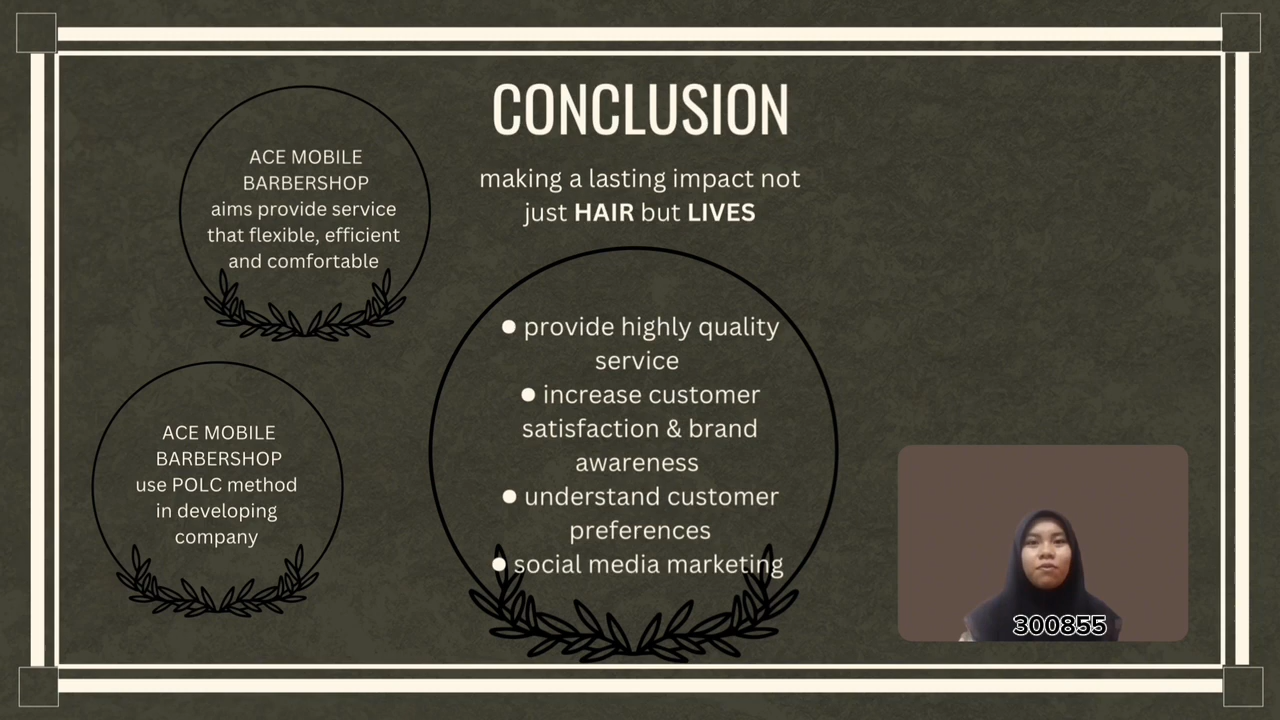 CONCLUSION
making a lasting impact not
just HAIR but LIVES
ACE MOBILE
BARBERSHOP
aims provide service
that flexible, efficient
and comfortable
ACE MOBILE
BARBERSHOP
use POLC method
in developing
company
● provide highly quality
service
● increase customer
satisfaction & brand
awareness
● understand customer
preferences
● social media marketing
300855